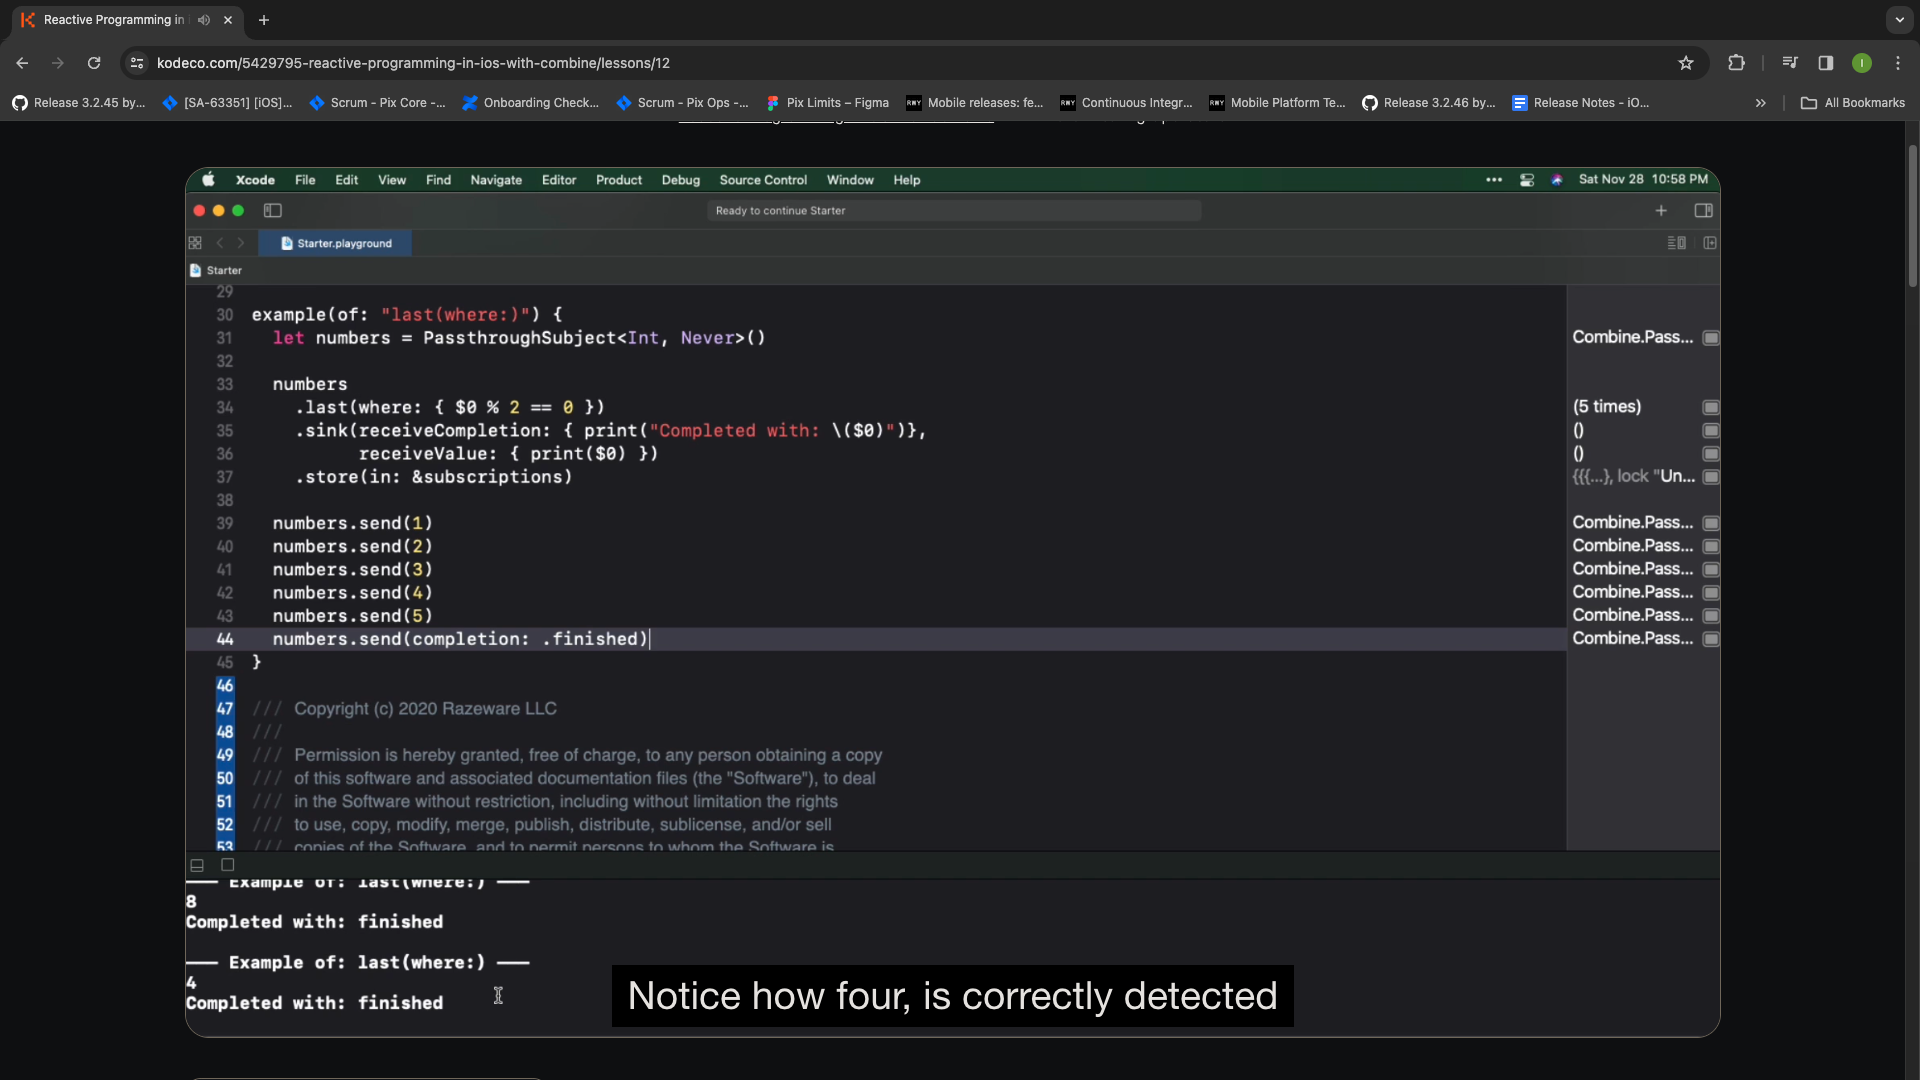 Reactive Programming in
kodeco.com/5429795-reactive-programming-in-ios-with-combine/lessons/12
I
Release 3.2.45 by...
[SA-63351] [iOS]...
Scrum - Pix Core -...
Onboarding Check...
Scrum - Pix Ops -...
Pix Limits – Figma
Mobile releases: fe...
Continuous Integr...
Mobile Platform Te...
Release 3.2.46 by...
Release Notes - iO...
All Bookmarks
Xcode File Edit View Find Navigate Editor Product Debug Source Control Window Help
Sat Nov 28 10:58 PM
Ready to continue Starter
Starter.playground
Starter
29
30 example(of: "last(where:)") {
31 let numbers = PassthroughSubject<Int, Never>() Combine.Pass...
32
33 numbers
34 .last(where: { $0 % 2 == 0 }) (5 times)
35 .sink(receiveCompletion: { print("Completed with: \($0)")}, ()
36 receiveValue: { print($0) }) ()
37 .store(in: &subscriptions) {{{...}, lock "Un...
38
39 numbers.send(1) Combine.Pass...
40 numbers.send(2) Combine.Pass...
41 numbers.send(3) Combine.Pass...
42 numbers.send(4) Combine.Pass...
43 numbers.send(5) Combine.Pass...
44 numbers.send(completion: .finished) Combine.Pass...
45 }
46
47 /// Copyright (c) 2020 Razeware LLC
48 ///
49 /// Permission is hereby granted, free of charge, to any person obtaining a copy
50 /// of this software and associated documentation files (the "Software"), to deal
51 /// in the Software without restriction, including without limitation the rights
52 /// to use, copy, modify, merge, publish, distribute, sublicense, and/or sell
53 /// copies of the Software, and to permit persons to whom the Software is
—— Example of: last(where:) ——
8
Completed with: finished
—— Example of: last(where:) ——
4
Completed with: finished
Notice how four, is correctly detected